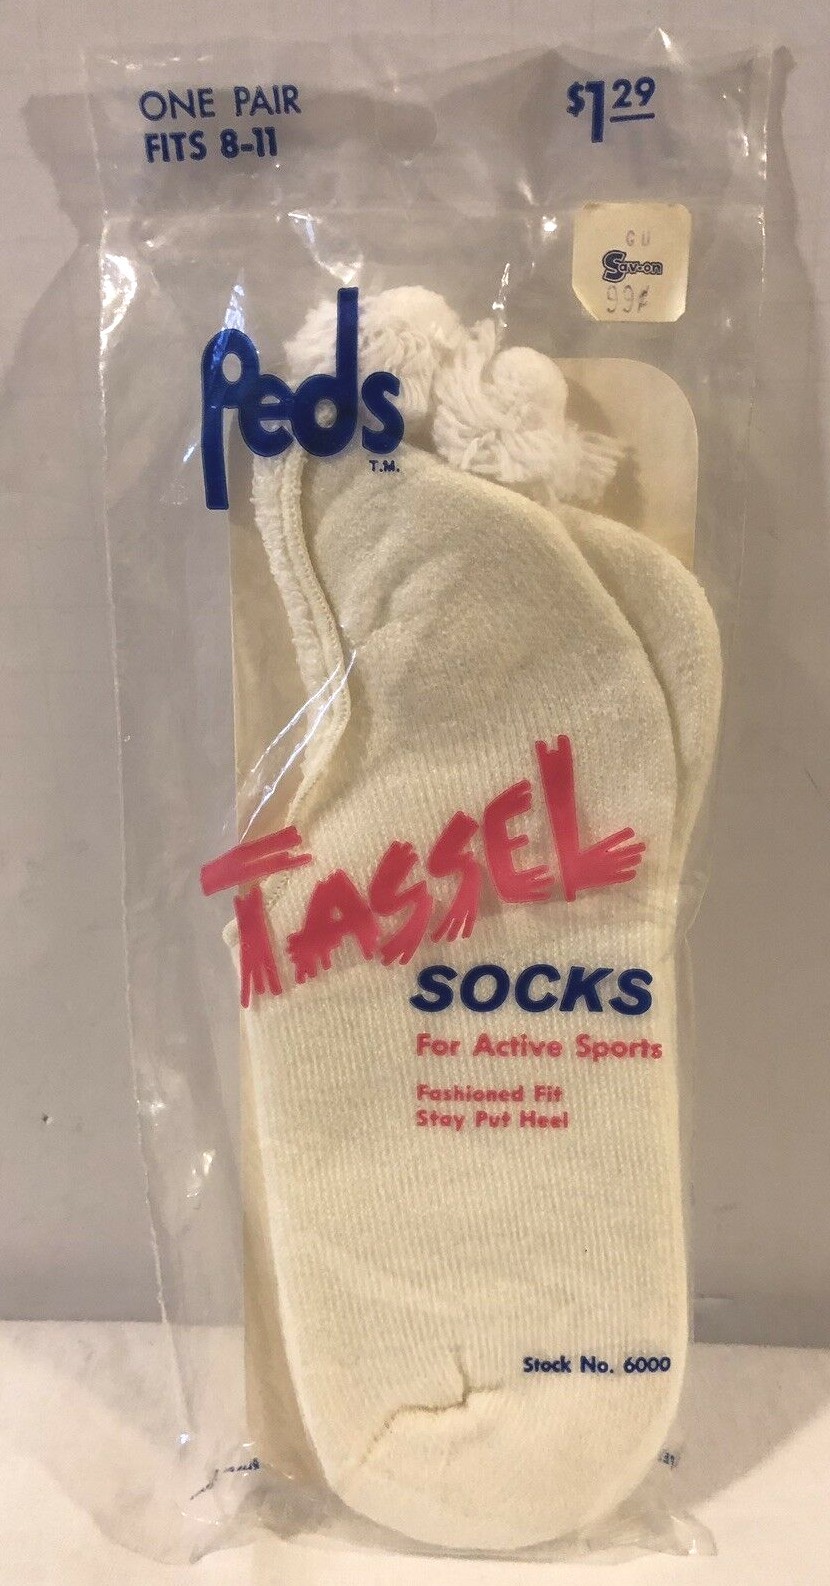 ONE PAIR
FITS 8-11
$1 29
GU
Sav-on
99¢
Peds
T.M.
TASSEL
SOCKS
For Active Sports
Fashioned Fit
Stay Put Heel
Stock No. 6000